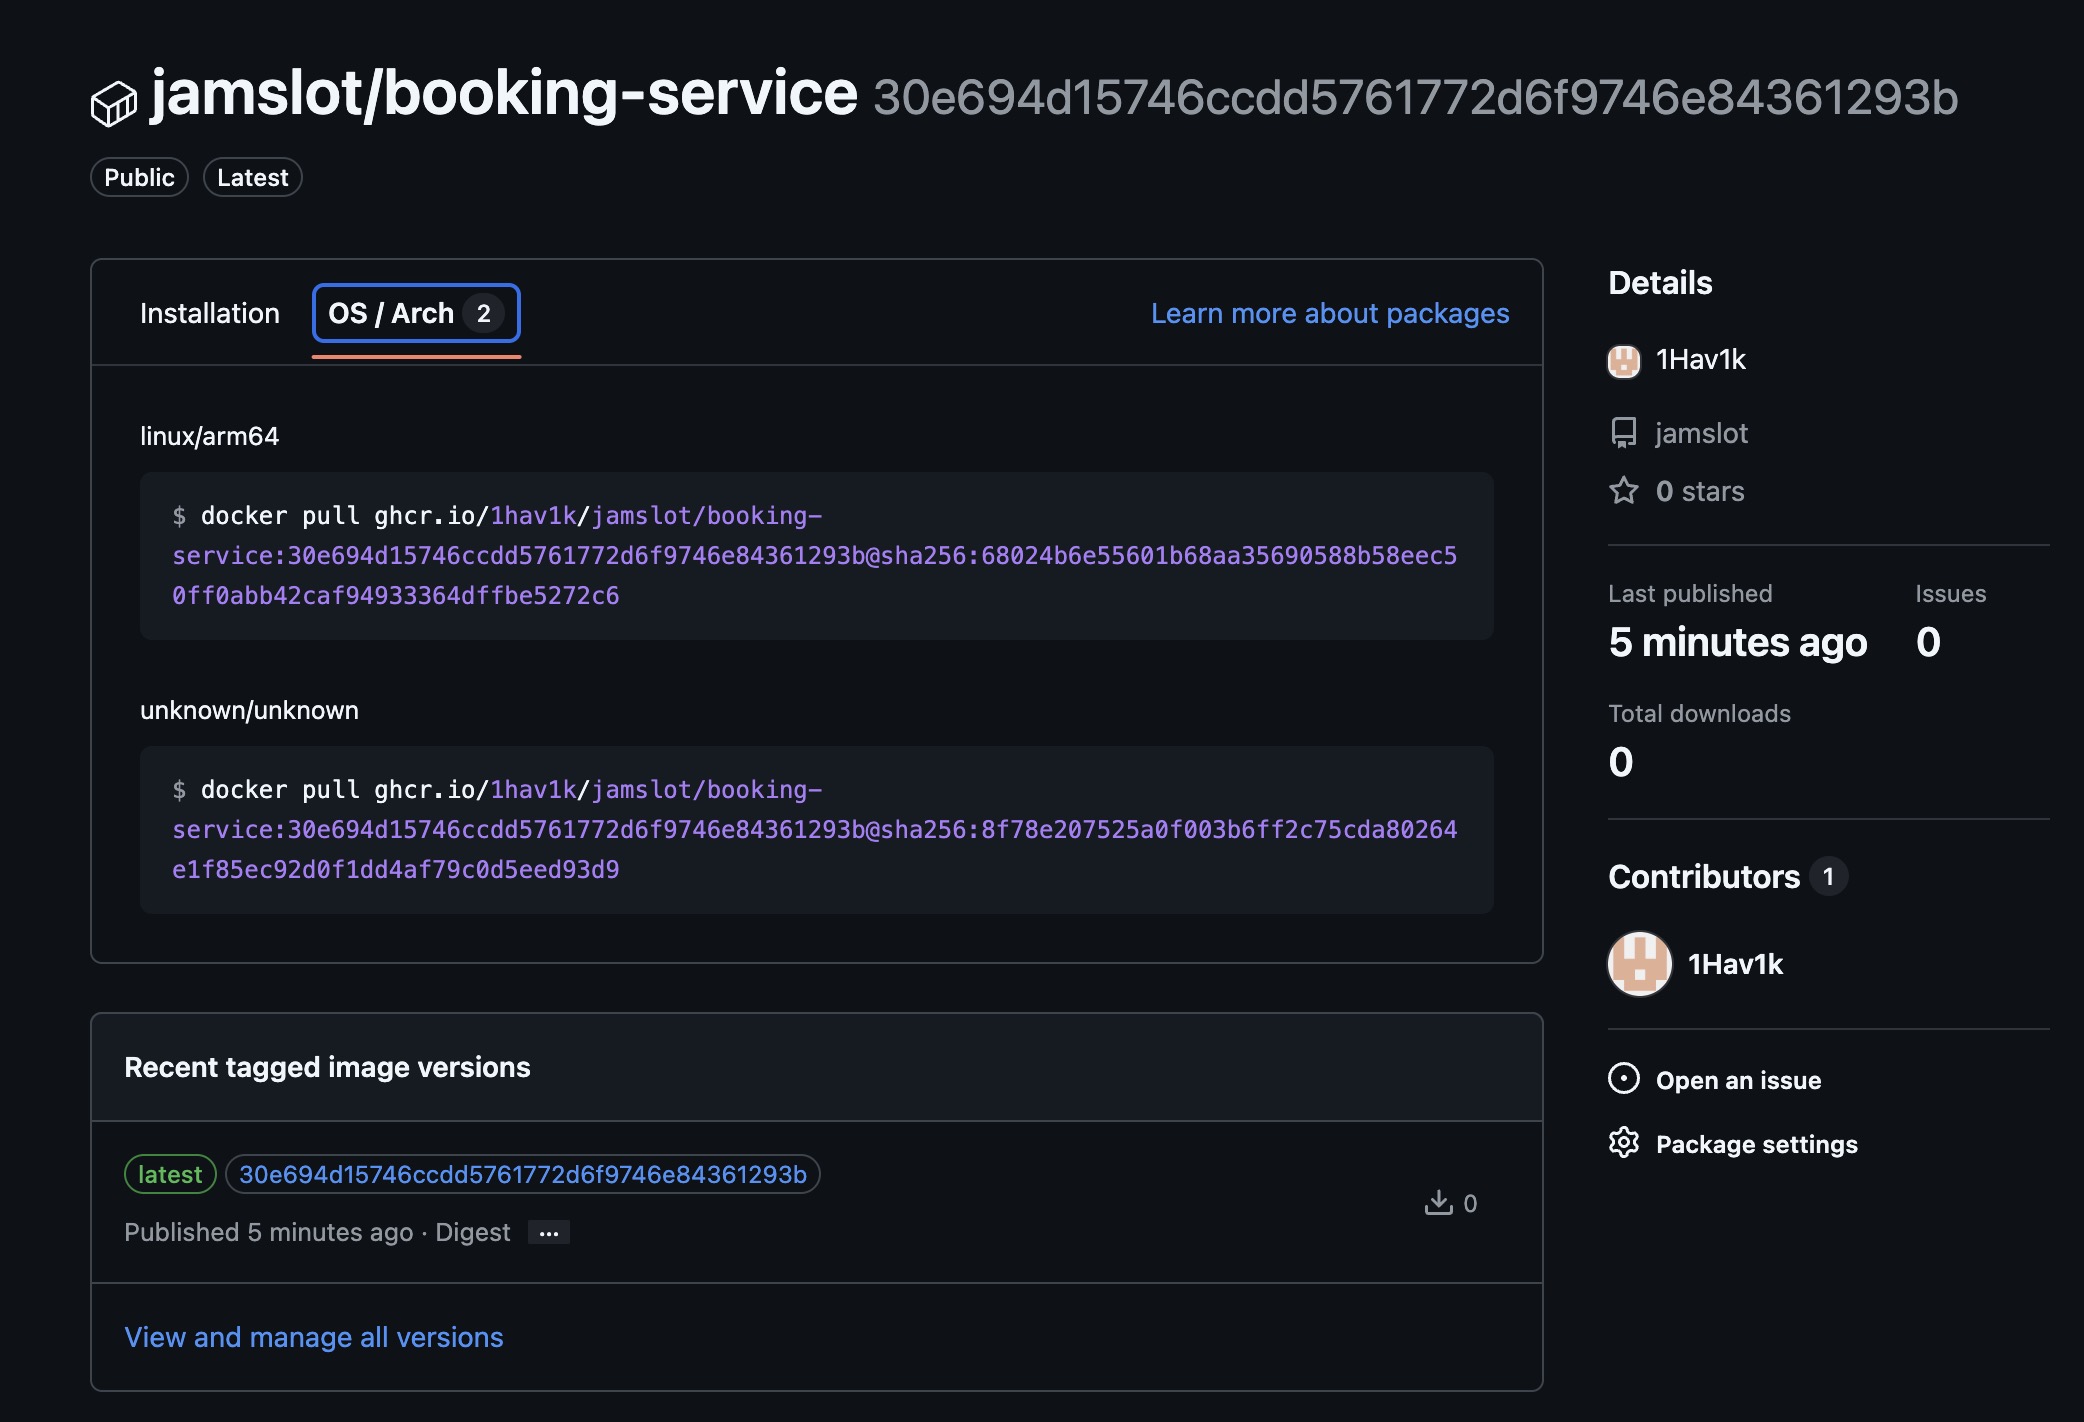 jamslot/booking-service 30e694d15746ccdd5761772d6f9746e84361293b
Public Latest
Installation OS / Arch 2 Learn more about packages
linux/arm64
$ docker pull ghcr.io/1hav1k/jamslot/booking-
service:30e694d15746ccdd5761772d6f9746e84361293b@sha256:68024b6e55601b68aa35690588b58eec5
0ff0abb42caf94933364dffbe5272c6
unknown/unknown
$ docker pull ghcr.io/1hav1k/jamslot/booking-
service:30e694d15746ccdd5761772d6f9746e84361293b@sha256:8f78e207525a0f003b6ff2c75cda80264
e1f85ec92d0f1dd4af79c0d5eed93d9
Recent tagged image versions
latest 30e694d15746ccdd5761772d6f9746e84361293b
Published 5 minutes ago · Digest ...
0
View and manage all versions
Details
1Hav1k
jamslot
0 stars
Last published Issues
5 minutes ago 0
Total downloads
0
Contributors 1
1Hav1k
Open an issue
Package settings